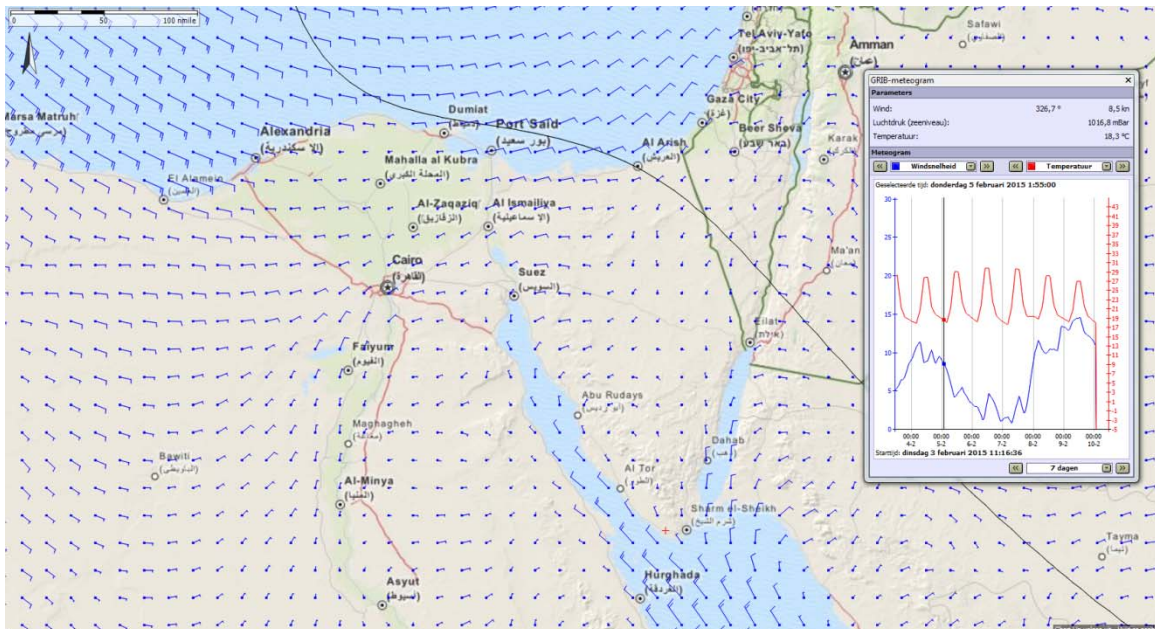 0 50 100 nmile
Safawi
Tel Aviv-Yafo
(תל־אביב-יפו)
Amman
(عمان)
Marsa Matruh
(مرسى مطروح
Dumiat
Gaza City
(غزة)
Alexandria
(الاسكندرية)
Port Said
(بور سعيد)
Beer Sheva
(באר שבע)
Karak
(الكرك)
Al Arish
(العريش)
Mahalla al Kubra
(المحلة الكبرى)
El Alamein
(العلمين)
Al-Zaqaziq
(الزقازيق)
Al Ismailiya
(الاسماعيلية)
Cairo
(القاهرة)
Suez
(السويس)
Ma'an
(معان)
Eilat
(אילת)
Faiyum
(الفيوم)
Abu Rudays
(أبو رديس)
Maghagheh
(مغاغة)
Bawiti
(الباويطي)
Dahab
(دهب)
Al Tor
(الطور)
Al-Minya
(المنيا)
Sharm el-Sheikh
(شرم الشيخ)
Tayma
(تيما)
Asyut
(أسيوط)
Hurghada
(الغردقة)
GRIB-meteogram
Parameters
Wind: 326,7 ° 8,5 kn
Luchtdruk (zeeniveau): 1016,8 mBar
Temperatuur: 18,3 °C
Meteogram
Windsnelheid Temperatuur
Geselecteerde tijd: donderdag 5 februari 2015 1:55:00
30
25
20
15
10
5
0
43
41
39
37
35
33
31
29
27
25
23
21
19
17
15
13
11
9
7
5
3
1
-1
-3
-5
00:00 00:00 00:00 00:00 00:00 00:00 00:00
4-2 5-2 6-2 7-2 8-2 9-2 10-2
Starttijd: dinsdag 3 februari 2015 11:16:36
7 dagen